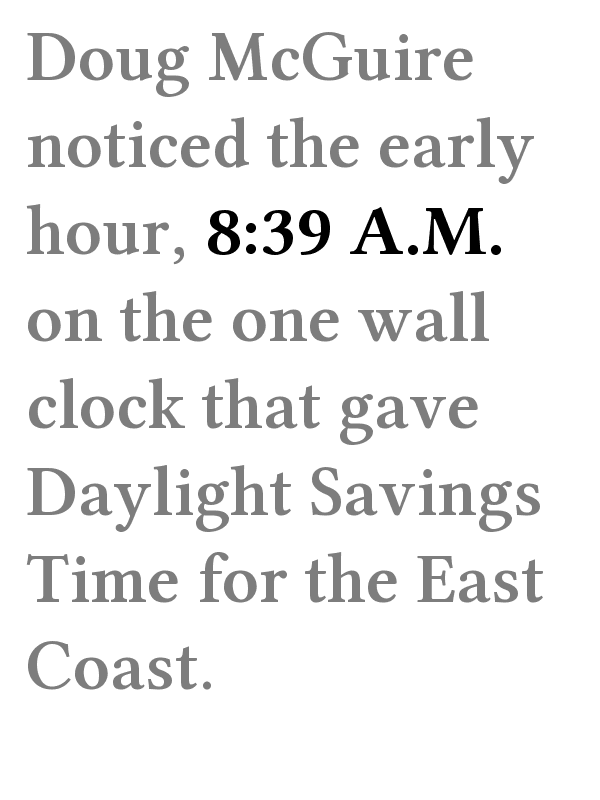 Doug McGuire
noticed the early
hour, 8:39 A.M.
on the one wall
clock that gave
Daylight Savings
Time for the East
Coast.